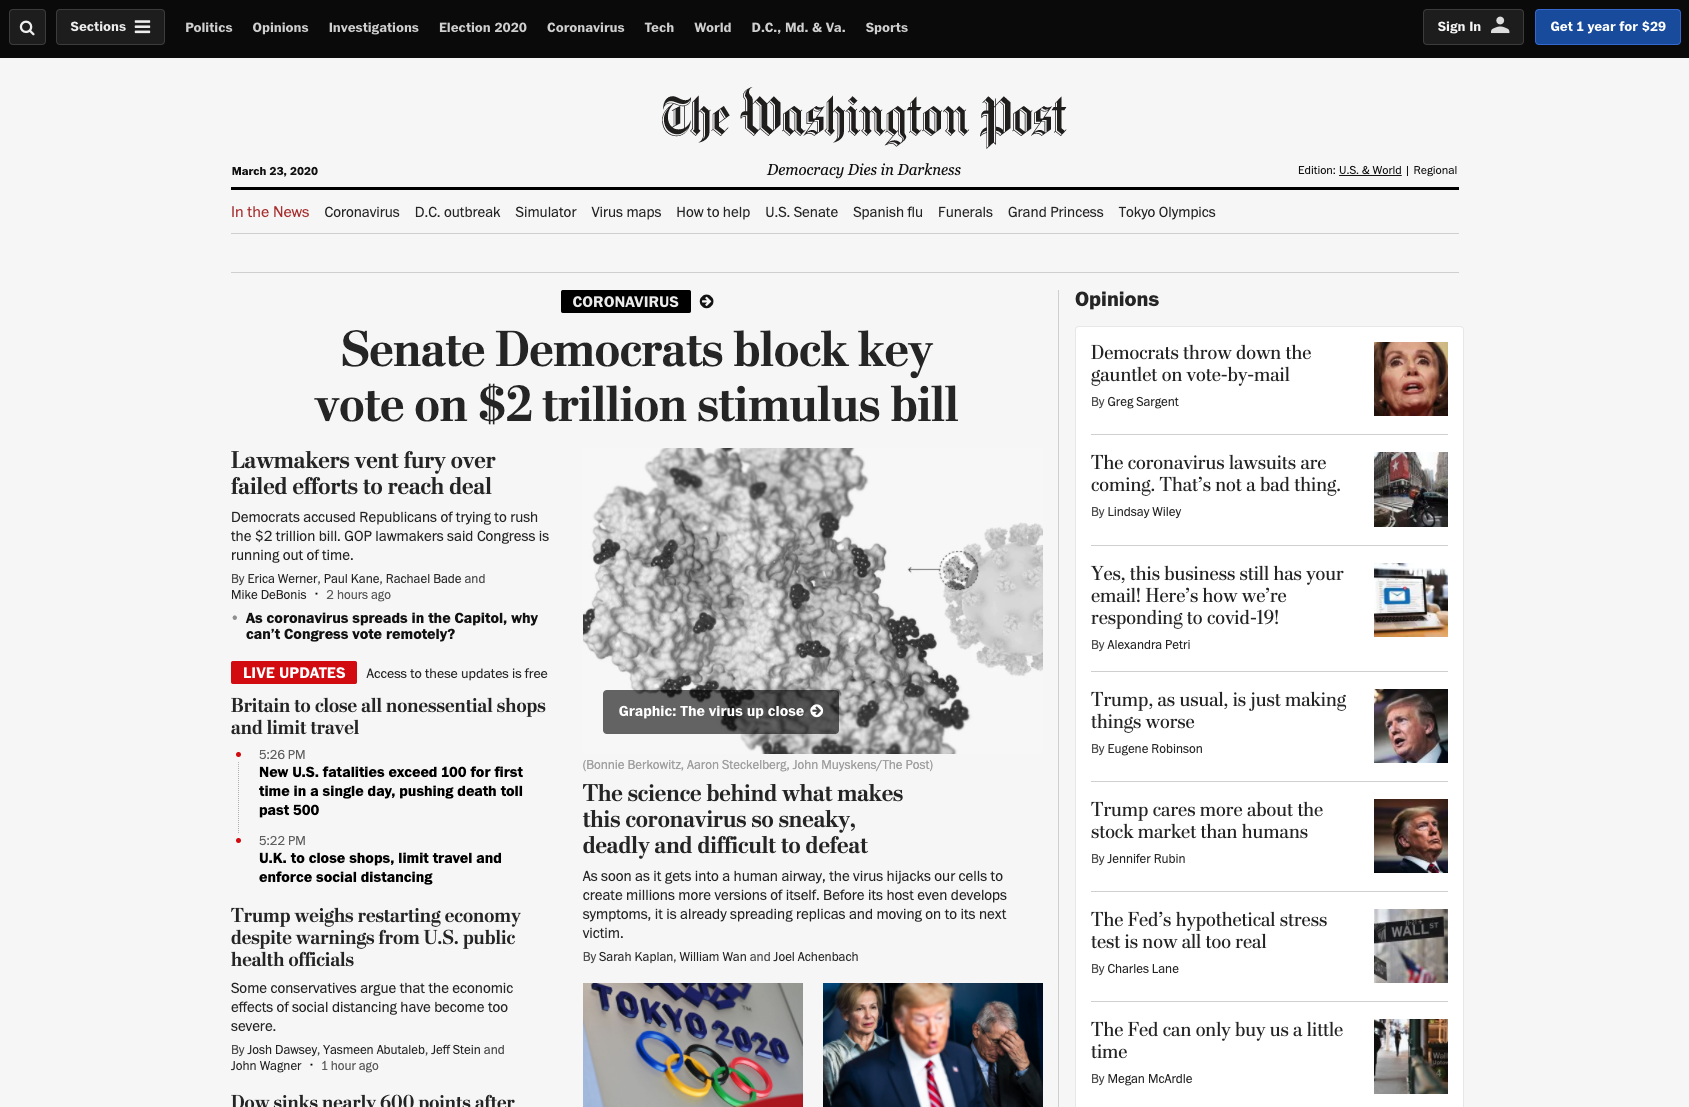 Sections
Politics Opinions Investigations Election 2020 Coronavirus Tech World D.C., Md. & Va. Sports
Sign In
Get 1 year for $29
The Washington Post
March 23, 2020
Democracy Dies in Darkness
Edition: U.S. & World | Regional
In the News Coronavirus D.C. outbreak Simulator Virus maps How to help U.S. Senate Spanish flu Funerals Grand Princess Tokyo Olympics
CORONAVIRUS
Senate Democrats block key
vote on $2 trillion stimulus bill
Lawmakers vent fury over
failed efforts to reach deal
Democrats accused Republicans of trying to rush
the $2 trillion bill. GOP lawmakers said Congress is
running out of time.
By Erica Werner, Paul Kane, Rachael Bade and
Mike DeBonis • 2 hours ago
• As coronavirus spreads in the Capitol, why
can't Congress vote remotely?
LIVE UPDATES Access to these updates is free
Britain to close all nonessential shops
and limit travel
5:26 PM
New U.S. fatalities exceed 100 for first
time in a single day, pushing death toll
past 500
5:22 PM
U.K. to close shops, limit travel and
enforce social distancing
Trump weighs restarting economy
despite warnings from U.S. public
health officials
Some conservatives argue that the economic
effects of social distancing have become too
severe.
By Josh Dawsey, Yasmeen Abutaleb, Jeff Stein and
John Wagner • 1 hour ago
Dow sinks nearly 600 points after
Graphic: The virus up close
(Bonnie Berkowitz, Aaron Steckelberg, John Muyskens/The Post)
The science behind what makes
this coronavirus so sneaky,
deadly and difficult to defeat
As soon as it gets into a human airway, the virus hijacks our cells to
create millions more versions of itself. Before its host even develops
symptoms, it is already spreading replicas and moving on to its next
victim.
By Sarah Kaplan, William Wan and Joel Achenbach
TOKYO 2020
Opinions
Democrats throw down the
gauntlet on vote-by-mail
By Greg Sargent
The coronavirus lawsuits are
coming. That's not a bad thing.
By Lindsay Wiley
Yes, this business still has your
email! Here's how we're
responding to covid-19!
By Alexandra Petri
Trump, as usual, is just making
things worse
By Eugene Robinson
Trump cares more about the
stock market than humans
By Jennifer Rubin
The Fed's hypothetical stress
test is now all too real
By Charles Lane
WALL ST
The Fed can only buy us a little
time
By Megan McArdle